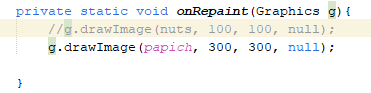 private static void onRepaint(Graphics g){
//g.drawImage(nuts, 100, 100, null);
g.drawImage(papich, 300, 300, null);
}